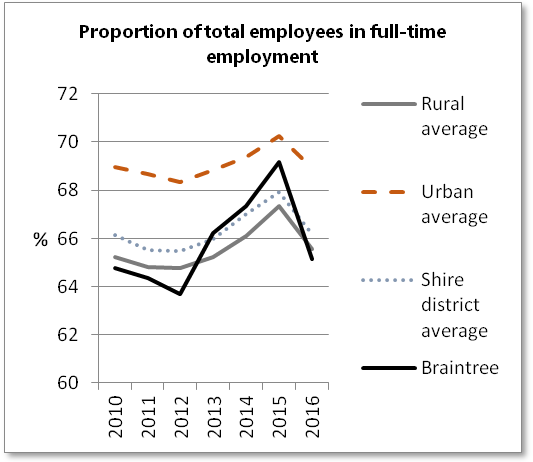 Proportion of total employees in full-time
employment
72
70
68
66
64
62
60
%
2010
2011
2012
2013
2014
2015
2016
Rural
average
Urban
average
Shire
district
average
Braintree